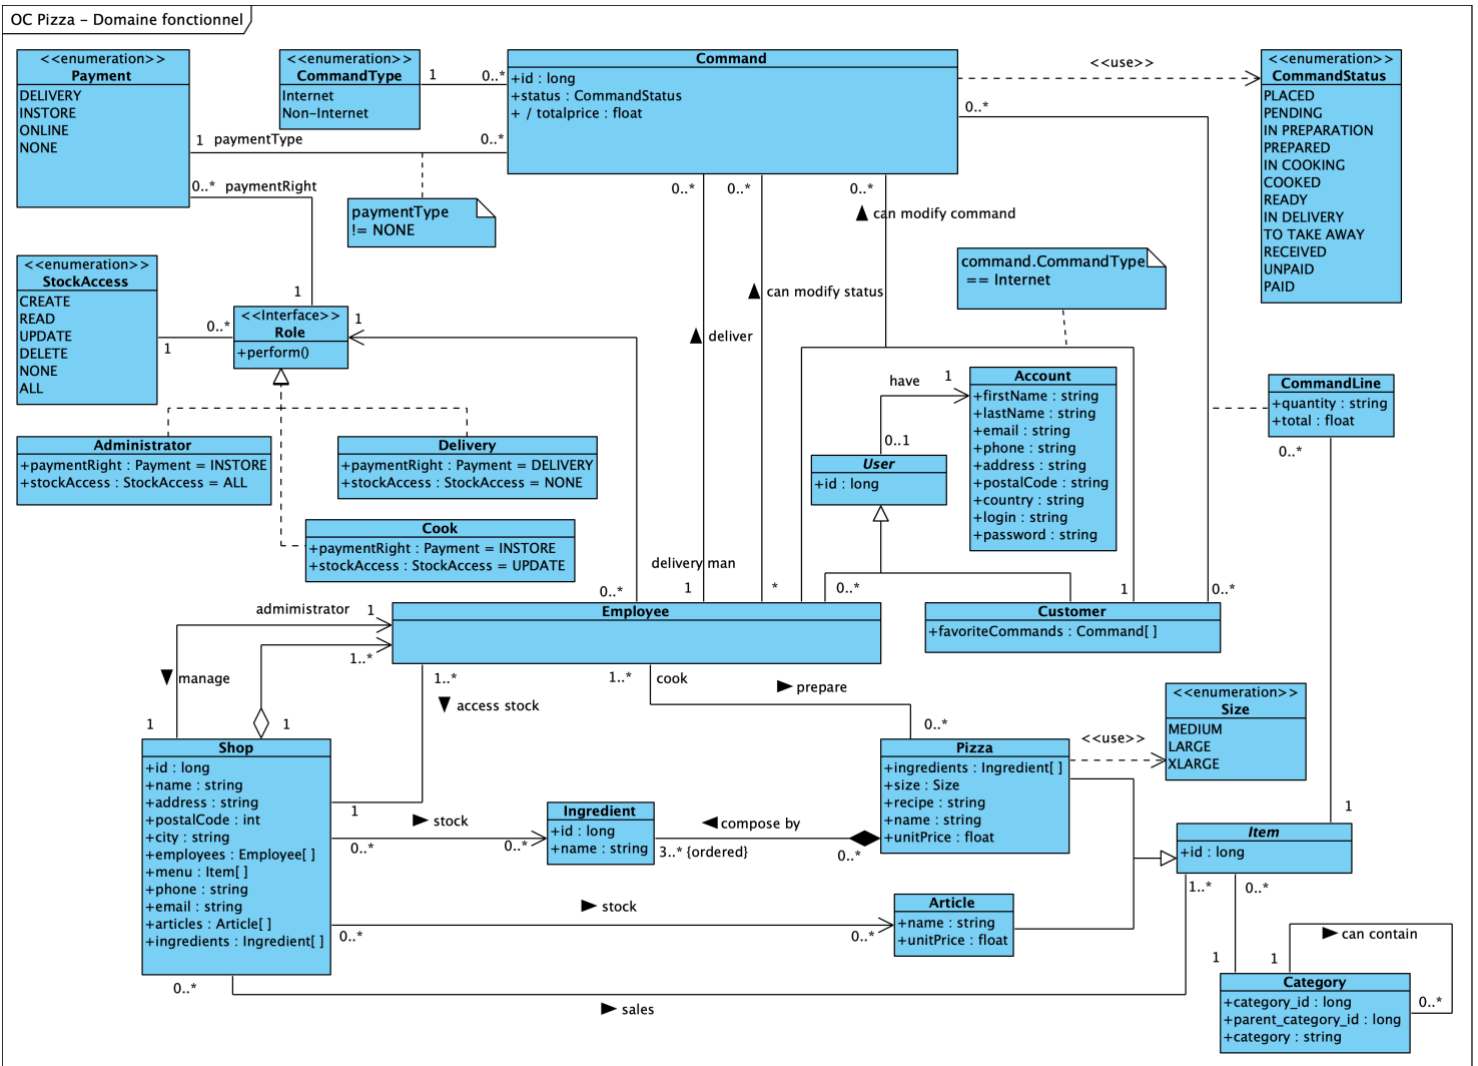 OC Pizza – Domaine fonctionnel
<<enumeration>>
Payment
DELIVERY
INSTORE
ONLINE
NONE
<<enumeration>>
CommandType
Internet
Non-Internet
1
0..*
Command
+id : long
+status : CommandStatus
+ / totalprice : float
<<use>>
<<enumeration>>
CommandStatus
PLACED
PENDING
IN PREPARATION
PREPARED
IN COOKING
COOKED
READY
IN DELIVERY
TO TAKE AWAY
RECEIVED
UNPAID
PAID
0..*
1 paymentType
0..*
0..* paymentRight
paymentType
!= NONE
0..*
0..*
0..*
can modify command
command.CommandType
== Internet
can modify status
deliver
<<enumeration>>
StockAccess
CREATE
READ
UPDATE
DELETE
NONE
ALL
1
0..*
1
<<Interface>>
Role
+perform()
1
have
1
0..1
Account
+firstName : string
+lastName : string
+email : string
+phone : string
+address : string
+postalCode : string
+country : string
+login : string
+password : string
CommandLine
+quantity : string
+total : float
0..*
Administrator
+paymentRight : Payment = INSTORE
+stockAccess : StockAccess = ALL
Delivery
+paymentRight : Payment = DELIVERY
+stockAccess : StockAccess = NONE
User
+id : long
Cook
+paymentRight : Payment = INSTORE
+stockAccess : StockAccess = UPDATE
delivery man
0..*
1
*
0..*
1
0..*
admimistrator
1
Employee
Customer
+favoriteCommands : Command[ ]
1..*
manage
1..*
access stock
1..*
cook
prepare
0..*
1
1
Shop
+id : long
+name : string
+address : string
+postalCode : int
+city : string
+employees : Employee[ ]
+menu : Item[ ]
+phone : string
+email : string
+articles : Article[ ]
+ingredients : Ingredient[ ]
1
stock
0..*
0..*
Ingredient
+id : long
+name : string
compose by
3..* {ordered}
0..*
Pizza
+ingredients : Ingredient[ ]
+size : Size
+recipe : string
+name : string
+unitPrice : float
<<use>>
<<enumeration>>
Size
MEDIUM
LARGE
XLARGE
1
Item
+id : long
1..*
0..*
stock
0..*
0..*
Article
+name : string
+unitPrice : float
can contain
1
1
Category
+category_id : long
+parent_category_id : long
+category : string
0..*
0..*
sales